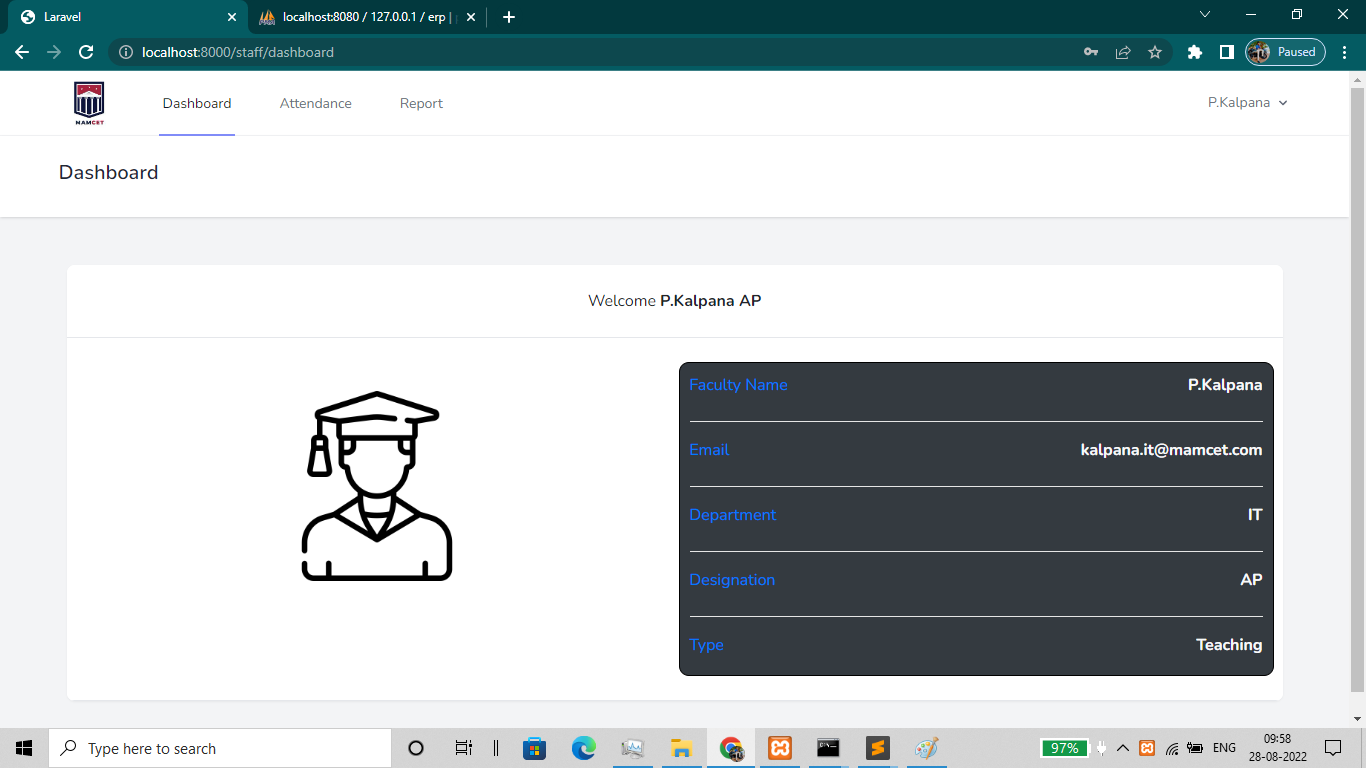 Laravel
localhost:8080 / 127.0.0.1 / erp |
localhost:8000/staff/dashboard
Paused
MAMCET
Dashboard
Attendance
Report
P.Kalpana
Dashboard
Welcome P.Kalpana AP
Faculty Name P.Kalpana
Email kalpana.it@mamcet.com
Department IT
Designation AP
Type Teaching
Type here to search
97%
ENG
09:58
28-08-2022